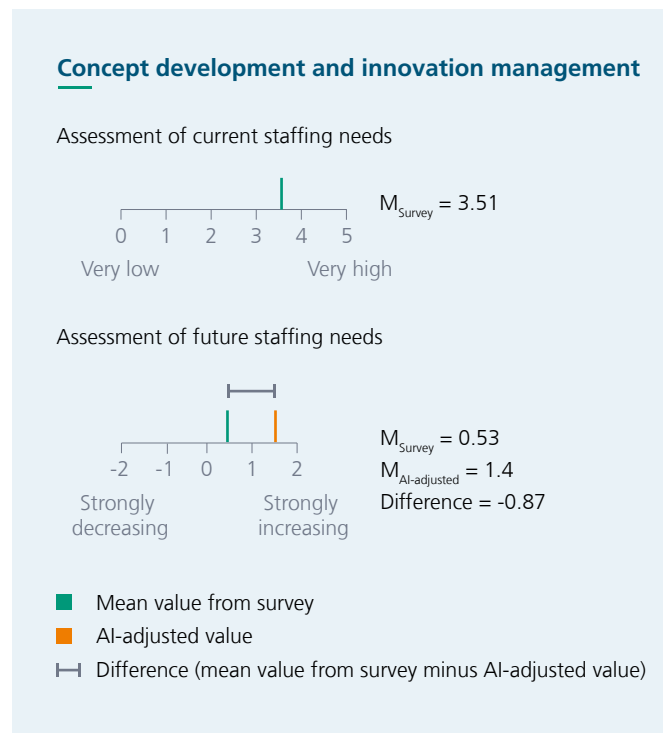 Concept development and innovation management
Assessment of current staffing needs
M Survey = 3.51
0 1 2 3 4 5
Very low Very high
Assessment of future staffing needs
M Survey = 0.53
-2 -1 0 1 2
M AI-adjusted = 1.4
Strongly decreasing
Strongly increasing
Difference = -0.87
Mean value from survey
AI-adjusted value
Difference (mean value from survey minus AI-adjusted value)